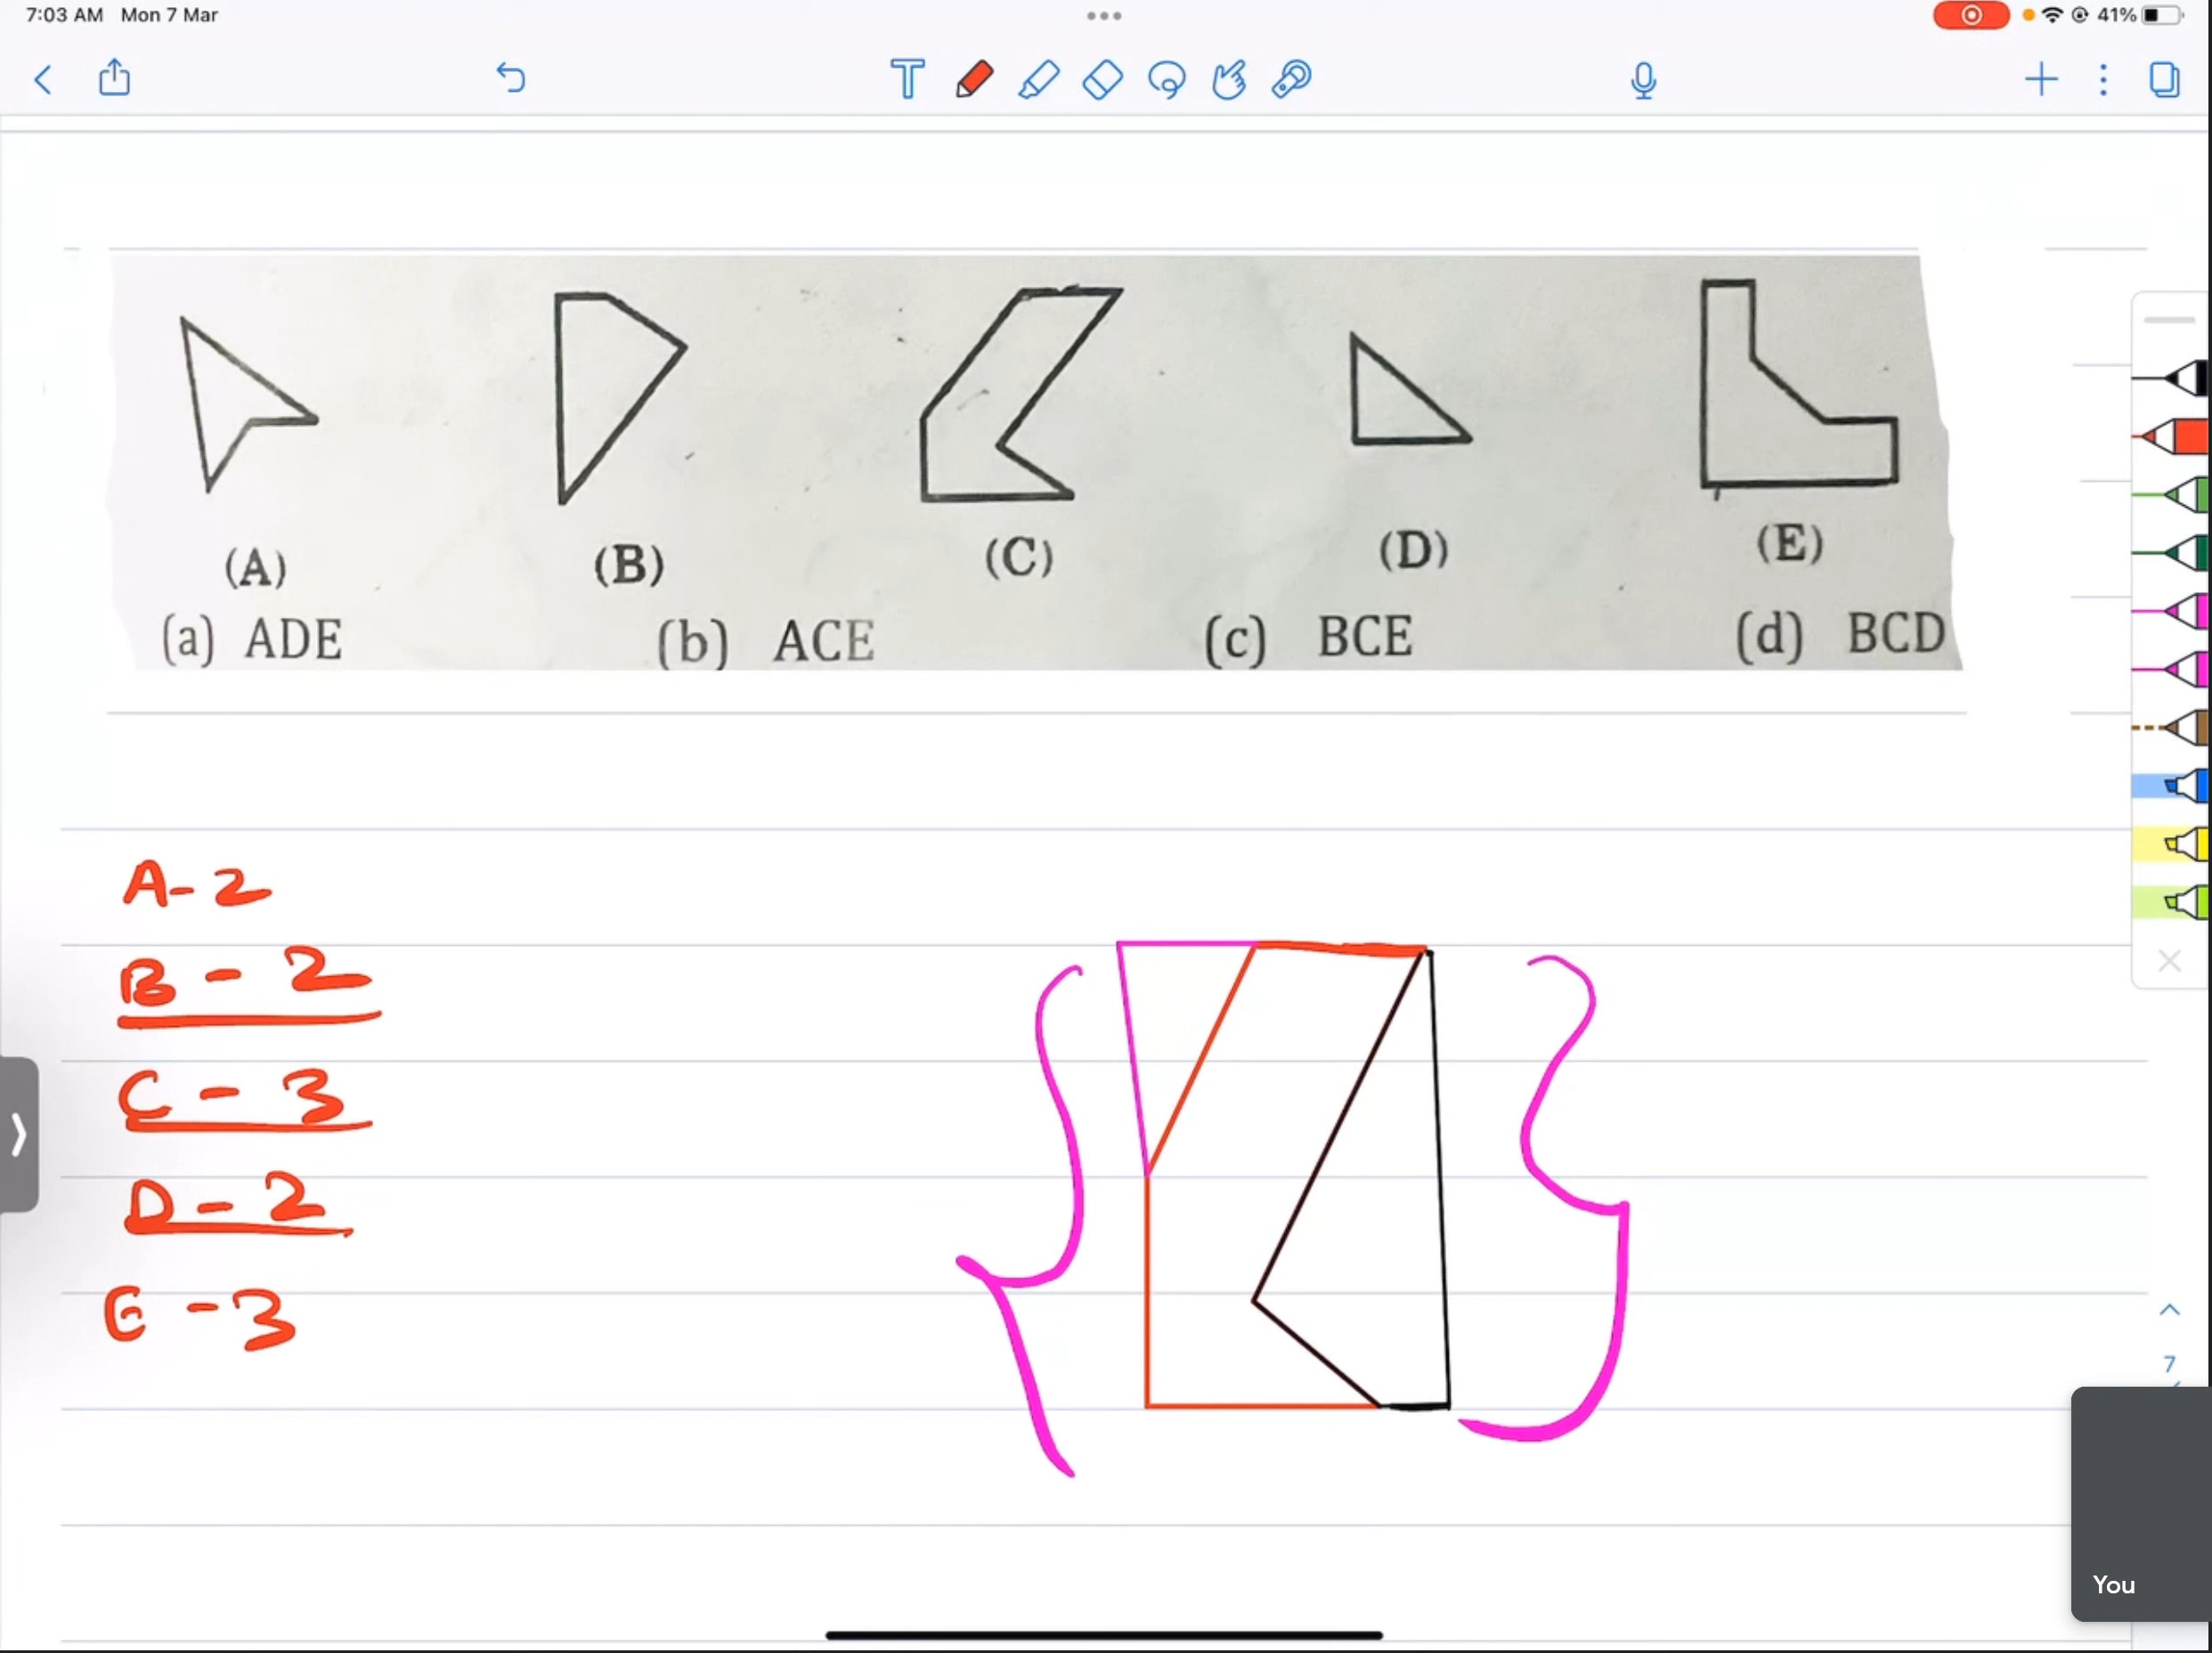 7:03 AM Mon 7 Mar
41%
T
(A) (B) (C) (D) (E)
(a) ADE (b) ACE (c) BCE (d) BCD
A-2
B-2
C-3
D-2
E-3
7
You